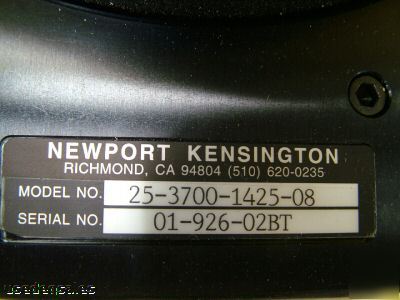 NEWPORT KENSINGTON
RICHMOND, CA 94804 (510) 620-0235
MODEL NO. 25-3700-1425-08
SERIAL NO. 01-926-02BT